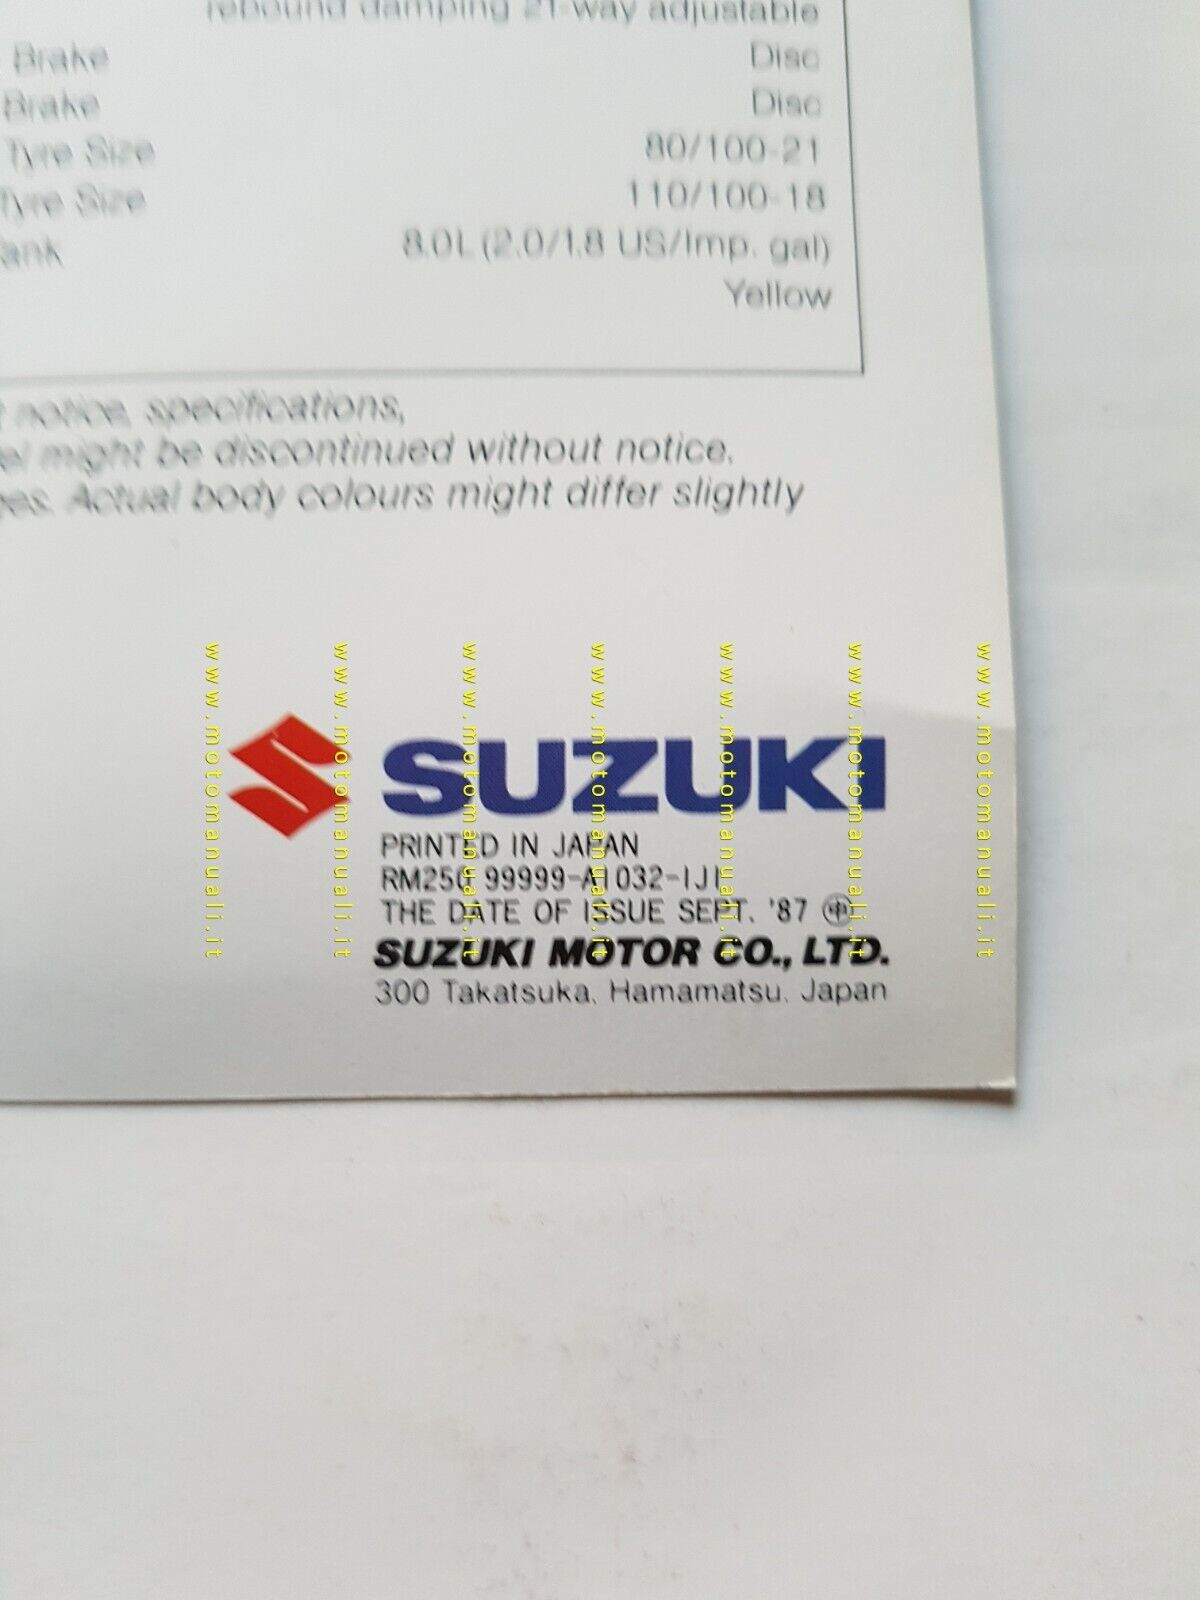 rebound damping 21-way adjustable
Brake Disc
Brake Disc
Tyre Size 80/100-21
Tyre Size 110/100-18
ank 8.0L (2.0/1.8 US/Imp. gal)
Yellow
t notice, specifications,
el might be discontinued without notice.
ges. Actual body colours might differ slightly
www.motomanuali.it www.motomanuali.it www.motomanuali.it www.motomanuali.it www.motomanuali.it www.motomanuali.it www.motomanuali.it
SUZUKI
PRINTED IN JAPAN
RM250 99999-A1032-1J1
THE DATE OF ISSUE SEPT. '87
SUZUKI MOTOR CO., LTD.
300 Takatsuka, Hamamatsu, Japan